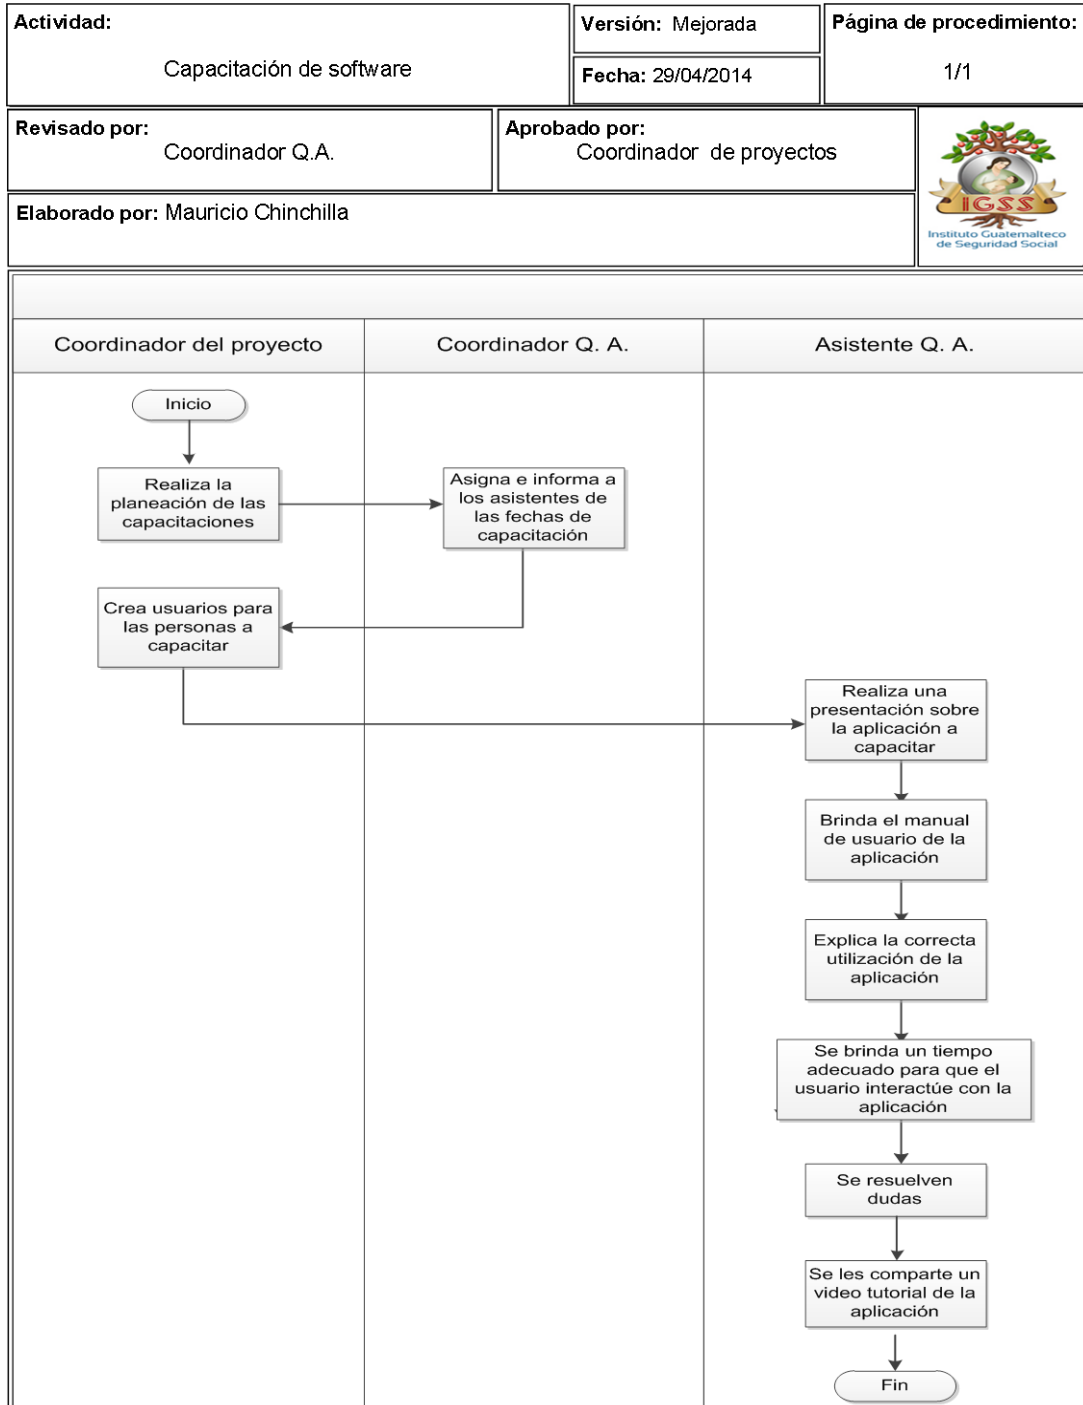 Actividad:
Capacitación de software
Versión: Mejorada
Fecha: 29/04/2014
Página de procedimiento:
1/1
Revisado por:
Coordinador Q.A.
Aprobado por:
Coordinador de proyectos
Elaborado por: Mauricio Chinchilla
IGSS
Instituto Guatemalteco
de Seguridad Social
Coordinador del proyecto
Coordinador Q. A.
Asistente Q. A.
Inicio
Realiza la
planeación de las
capacitaciones
Asigna e informa a
los asistentes de
las fechas de
capacitación
Crea usuarios para
las personas a
capacitar
Realiza una
presentación sobre
la aplicación a
capacitar
Brinda el manual
de usuario de la
aplicación
Explica la correcta
utilización de la
aplicación
Se brinda un tiempo
adecuado para que el
usuario interactúe con la
aplicación
Se resuelven
dudas
Se les comparte un
video tutorial de la
aplicación
Fin